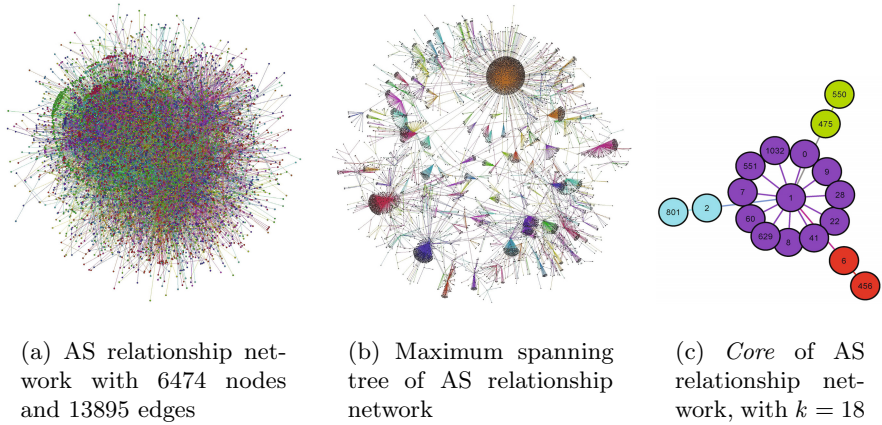 550
475
1032
0
551
9
7
28
1
801
2
60
22
629
8
41
6
456
(a) AS relationship net-
work with 6474 nodes
and 13895 edges
(b) Maximum spanning
tree of AS relationship
network
(c) Core of AS
relationship net-
work, with k = 18